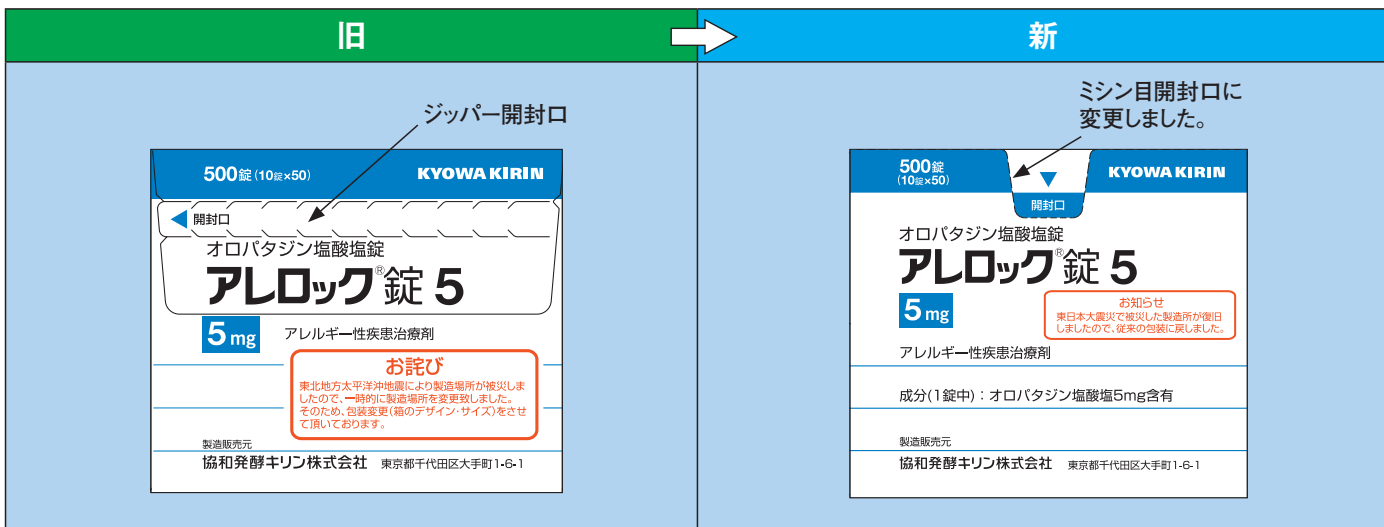 旧
新
ジッパー開封口
500錠(10錠×50)
KYOWA KIRIN
開封口
オロパタジン塩酸塩錠
アレロック®錠 5
5mg
アレルギー性疾患治療剤
お詫び
東北地方太平洋沖地震により製造場所が被災しま
したので、一時的に製造場所を変更致しました。
そのため、包装変更(箱のデザイン・サイズ)をさせ
て頂いております。
製造販売元
協和発酵キリン株式会社 東京都千代田区大手町1-6-1
ミシン目開封口に
変更しました。
500錠
(10錠×50)
KYOWA KIRIN
開封口
オロパタジン塩酸塩錠
アレロック®錠 5
5mg
お知らせ
東日本大震災で被災した製造所が復旧
しましたので、従来の包装に戻しました。
アレルギー性疾患治療剤
成分(1錠中):オロパタジン塩酸塩5mg含有
製造販売元
協和発酵キリン株式会社 東京都千代田区大手町1-6-1